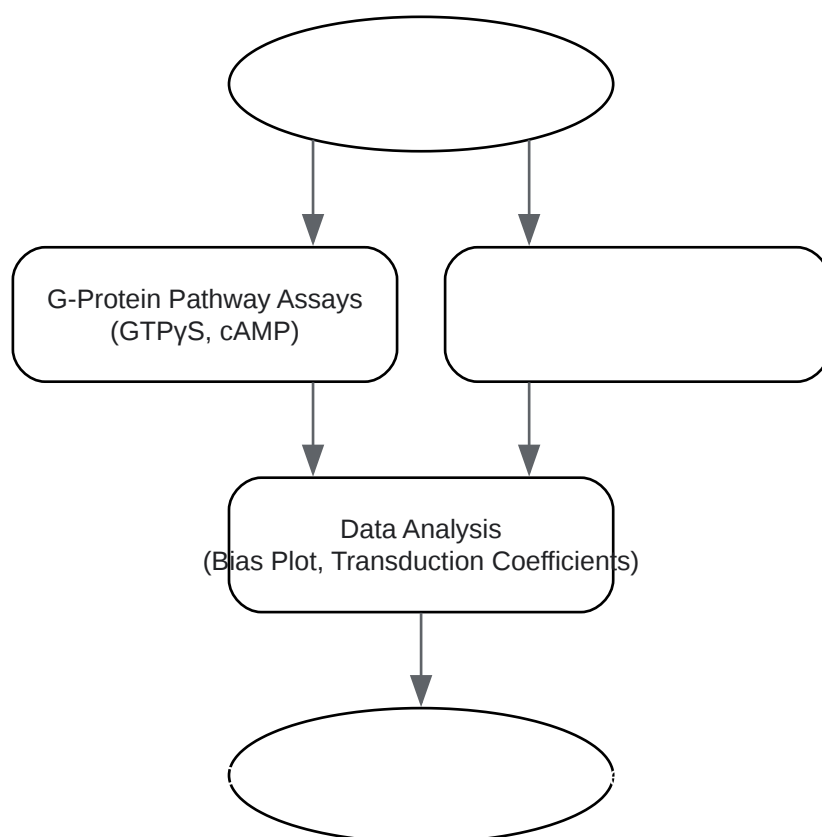 G-Protein Pathway Assays
(GTPγS, cAMP)
Data Analysis
(Bias Plot, Transduction Coefficients)